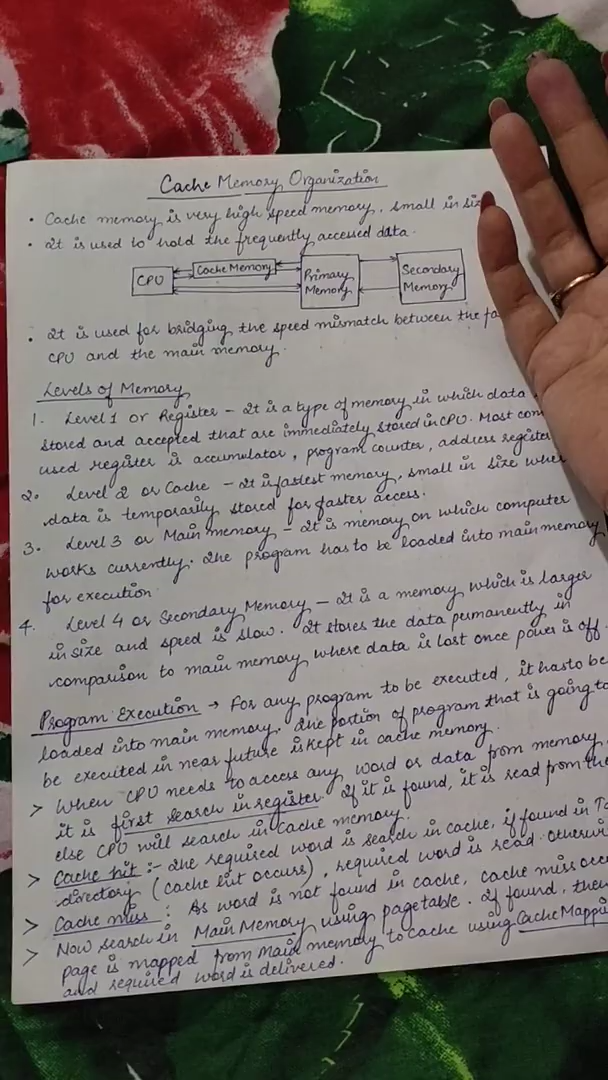 Cache Memory Organization
• Cache memory is very high speed memory, small in
• It is used to hold the frequently accessed data.
CPU
Cache Memory
Primary
Memory
Secondary
Memory
• It is used for bridging the speed mismatch between the
CPU and the main memory.
Levels of Memory
1. Level 1 or Register – It is a type of memory in which data
stored and accepted that are immediately stored in CPU. Most
used register is accumulator, program counter, address register
2. Level 2 or Cache – It is fastest memory, small in size
data is temporarily stored for faster access.
3. Level 3 or Main memory – It is memory on which computer
works currently. The program has to be loaded into main memory
for execution.
4. Level 4 or Secondary Memory – It is a memory which is larger
in size and speed is slow. It stores the data permanently in
comparison to main memory where data is lost once power is off.
Program Execution → For any program to be executed, it has to be
loaded into main memory. The portion of program that is going to
be executed in near future is kept in cache memory.
> When CPU needs to access any word or data from memory,
it is first search in register. If it is found, it is read from
else CPU will search in cache memory.
> Cache hit :- The required word is search in cache, if found in
directory (cache hit occurs), required word is read.
> Cache miss : As word is not found in cache, cache miss
> Now search in Main Memory using page table. If found,
page is mapped from main memory to cache using Cache
and required word is delivered.